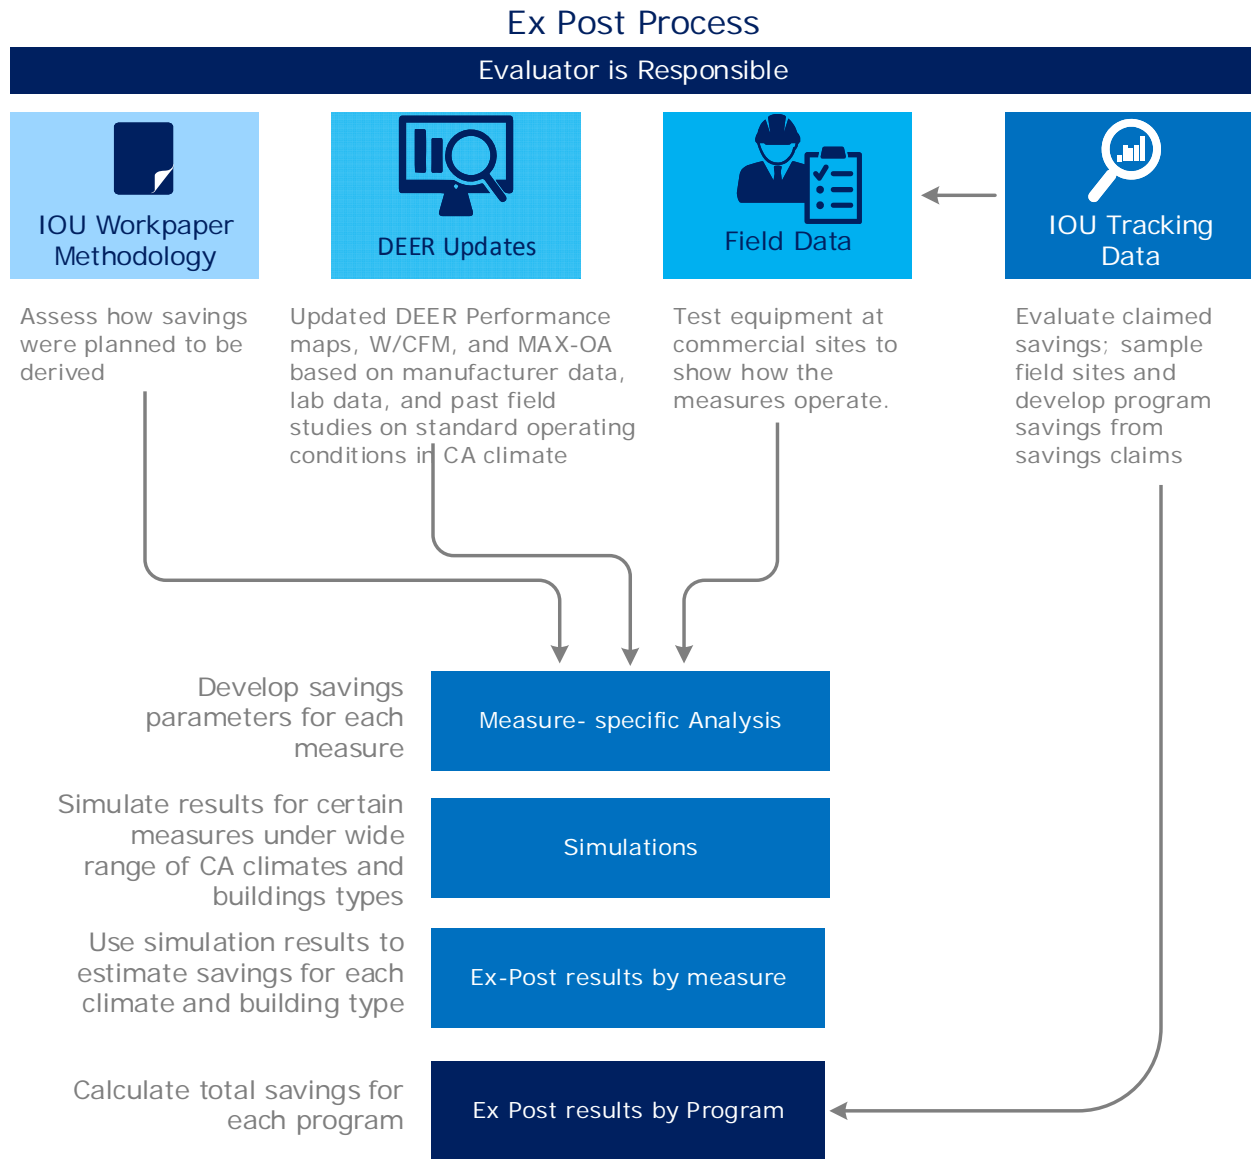 Ex Post Process
Evaluator is Responsible
IOU Workpaper
Methodology
DEER Updates
Field Data
IOU Tracking
Data
Assess how savings
were planned to be
derived
Updated DEER Performance
maps, W/CFM, and MAX-OA
based on manufacturer data,
lab data, and past field
studies on standard operating
conditions in CA climate
Test equipment at
commercial sites to
show how the
measures operate.
Evaluate claimed
savings; sample
field sites and
develop program
savings from
savings claims
Develop savings
parameters for each
measure
Measure- specific Analysis
Simulate results for certain
measures under wide
range of CA climates and
buildings types
Simulations
Use simulation results to
estimate savings for each
climate and building type
Ex-Post results by measure
Calculate total savings for
each program
Ex Post results by Program